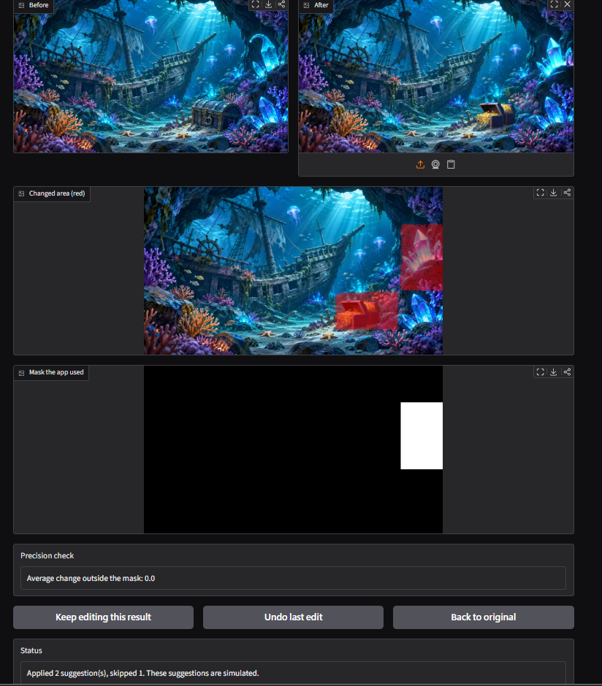 Before
After
Changed area (red)
Mask the app used
Precision check
Average change outside the mask: 0.0
Keep editing this result
Undo last edit
Back to original
Status
Applied 2 suggestion(s), skipped 1. These suggestions are simulated.